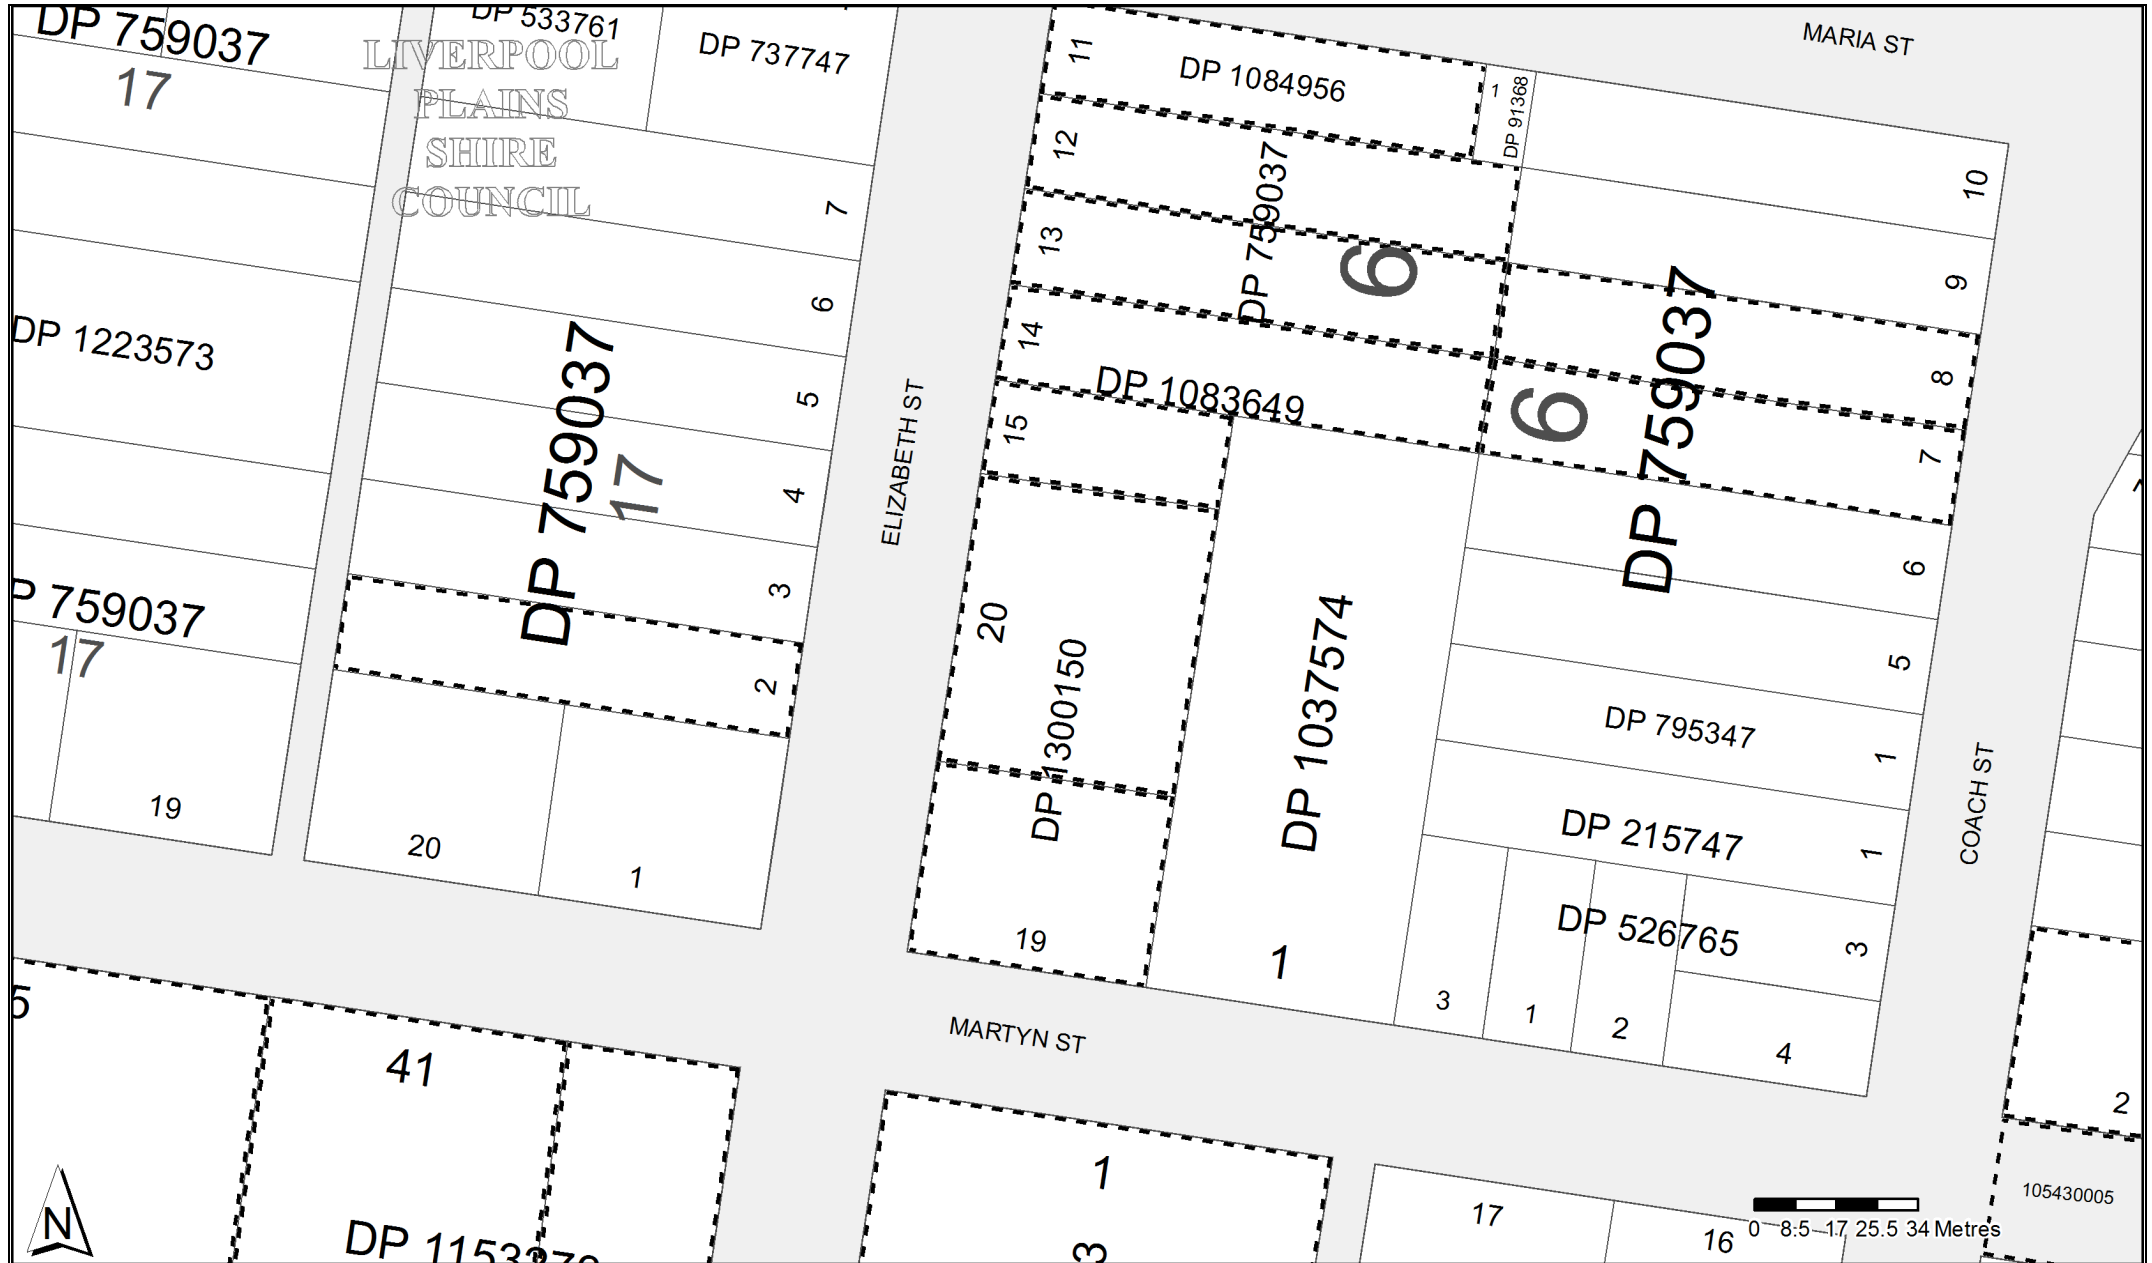 DP 759037
17
LIVERPOOL
PLAINS
SHIRE
COUNCIL
DP 533761
DP 737747
MARIA ST
11
DP 1084956
1
DP 91368
12
DP 759037
10
7
13
6
9
6
DP 1223573
14
DP 759037
8
5
DP 759037
17
ELIZABETH ST
DP 1083649
6
15
7
4
20
DP 1300150
DP 1037574
6
3
759037
17
5
2
DP 795347
1
COACH ST
19
20
1
DP 215747
1
19
1
DP 526765
3
3
1
2
4
5
41
MARTYN ST
2
1
3
DP 1153
17
16
105430005
N
0 8.5 17 25.5 34 Metres